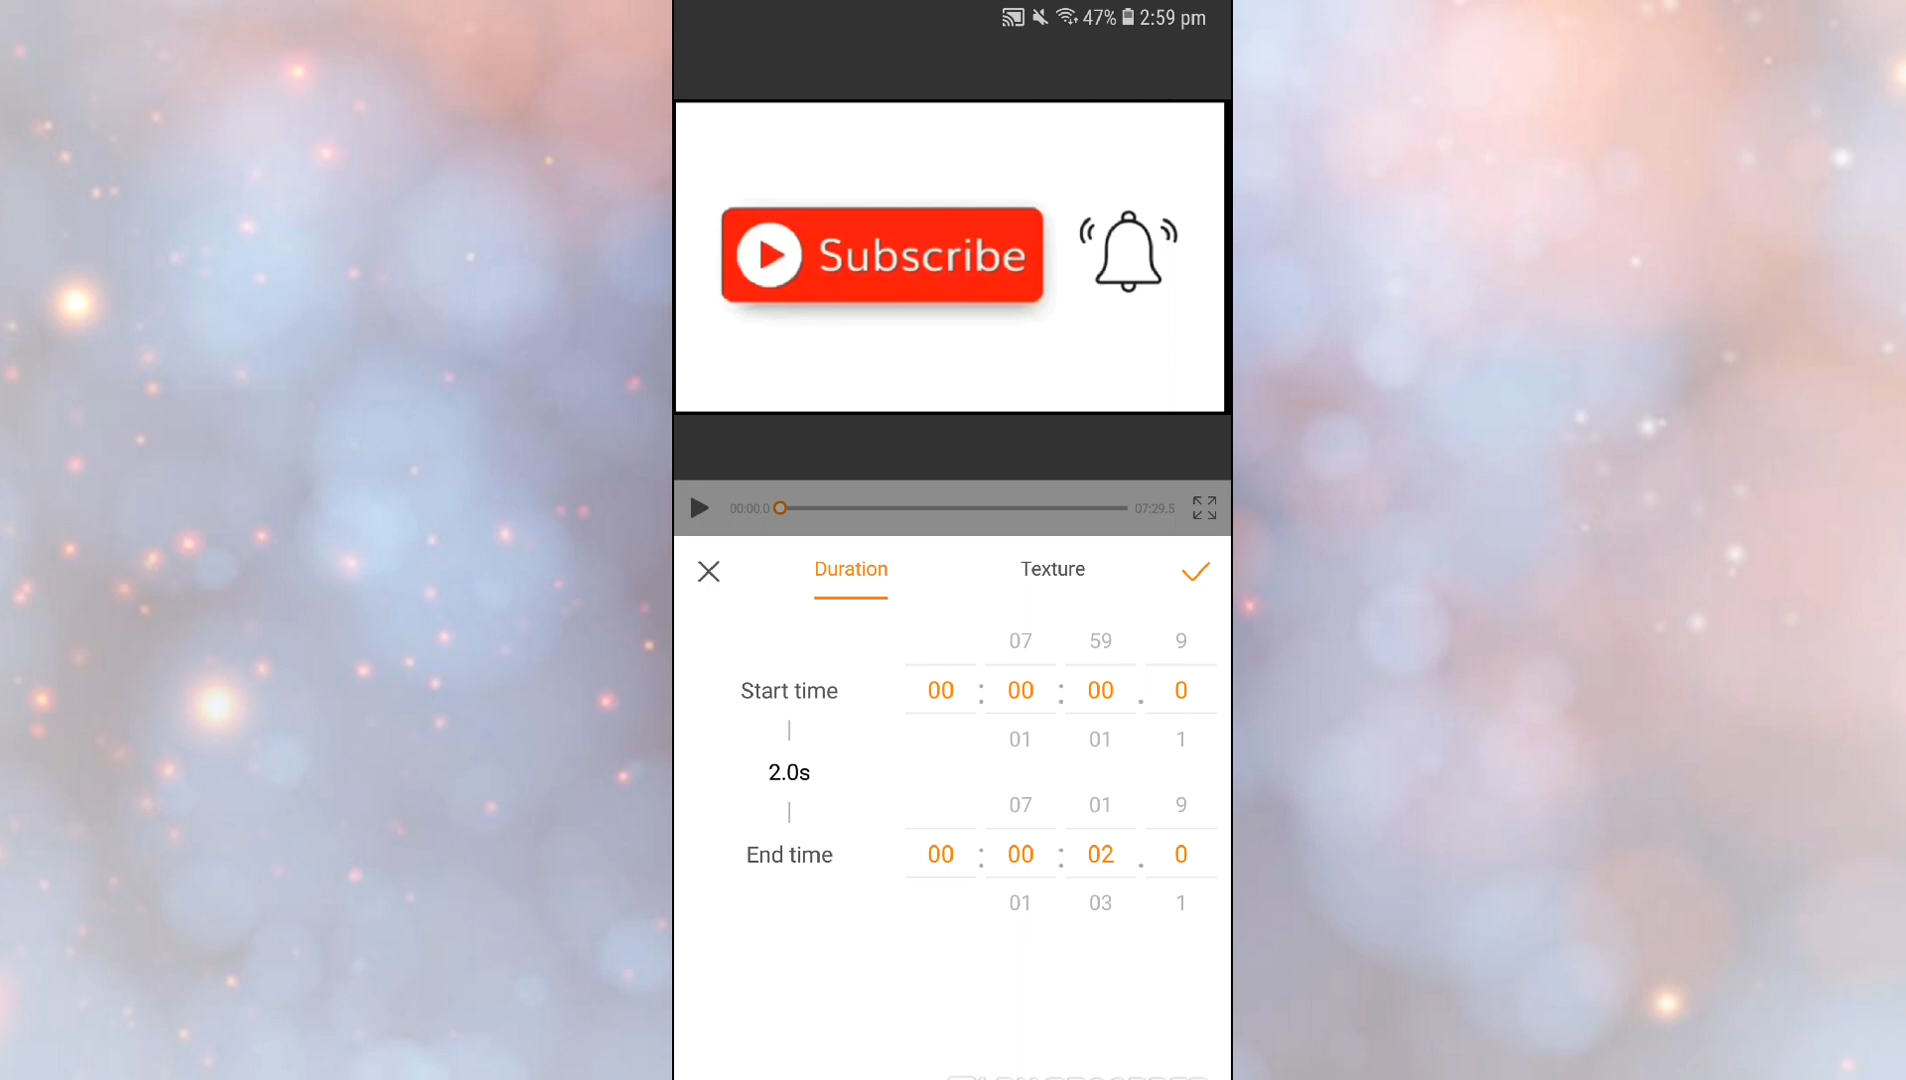 47% 2:59 pm
Subscribe
00:00.0 07:29.5
Duration Texture
07 59 9
Start time 00 : 00 : 00 . 0
01 01 1
2.0s
07 01 9
End time 00 : 00 : 02 . 0
01 03 1